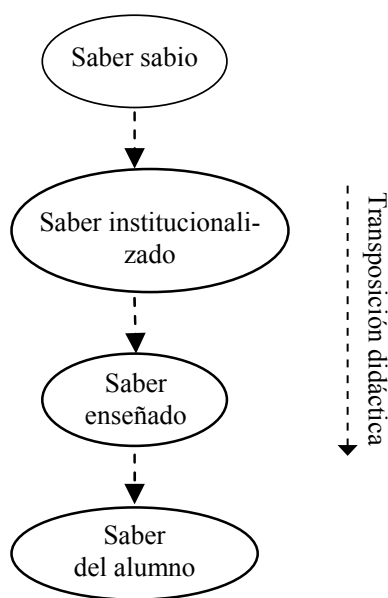 Saber sabio
Saber institucionali-
zado
Saber
enseñado
Saber
del alumno
Transposición didáctica